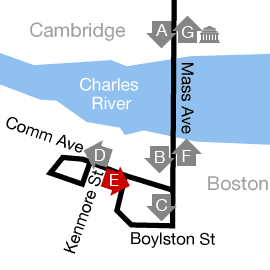 Cambridge
A
G
Charles
River
Mass Ave
Comm Ave
D
B
F
Kenmore St
E
C
Boston
Boylston St